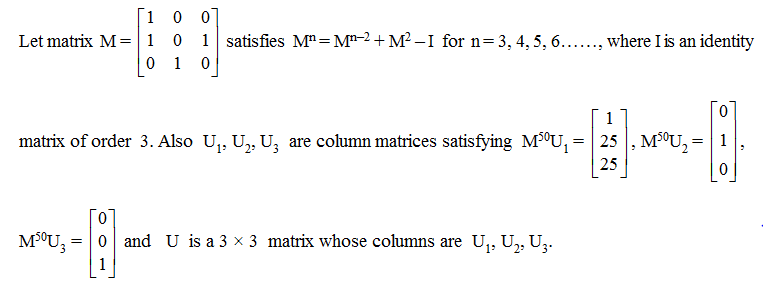 Let matrix M = [1 0 0; 1 0 1; 0 1 0] satisfies Mⁿ = Mⁿ⁻² + M² – I for n = 3, 4, 5, 6……, where I is an identity
matrix of order 3. Also U₁, U₂, U₃ are column matrices satisfying M⁵⁰U₁ = [1; 25; 25], M⁵⁰U₂ = [0; 1; 0],
M⁵⁰U₃ = [0; 0; 1] and U is a 3 × 3 matrix whose columns are U₁, U₂, U₃.